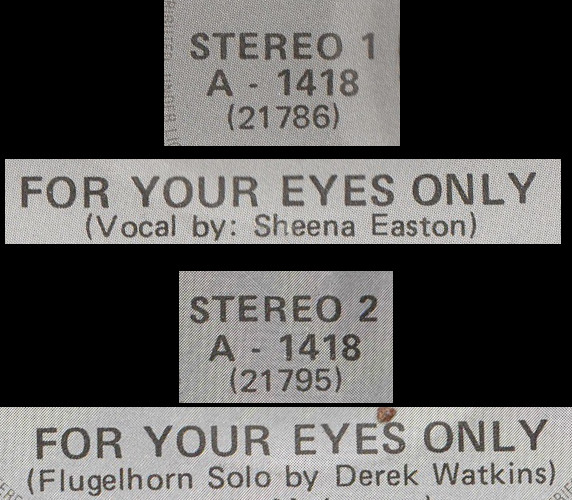 STEREO 1
A - 1418
(21786)
FOR YOUR EYES ONLY
(Vocal by: Sheena Easton)
STEREO 2
A - 1418
(21795)
FOR YOUR EYES ONLY
(Flugelhorn Solo by Derek Watkins)